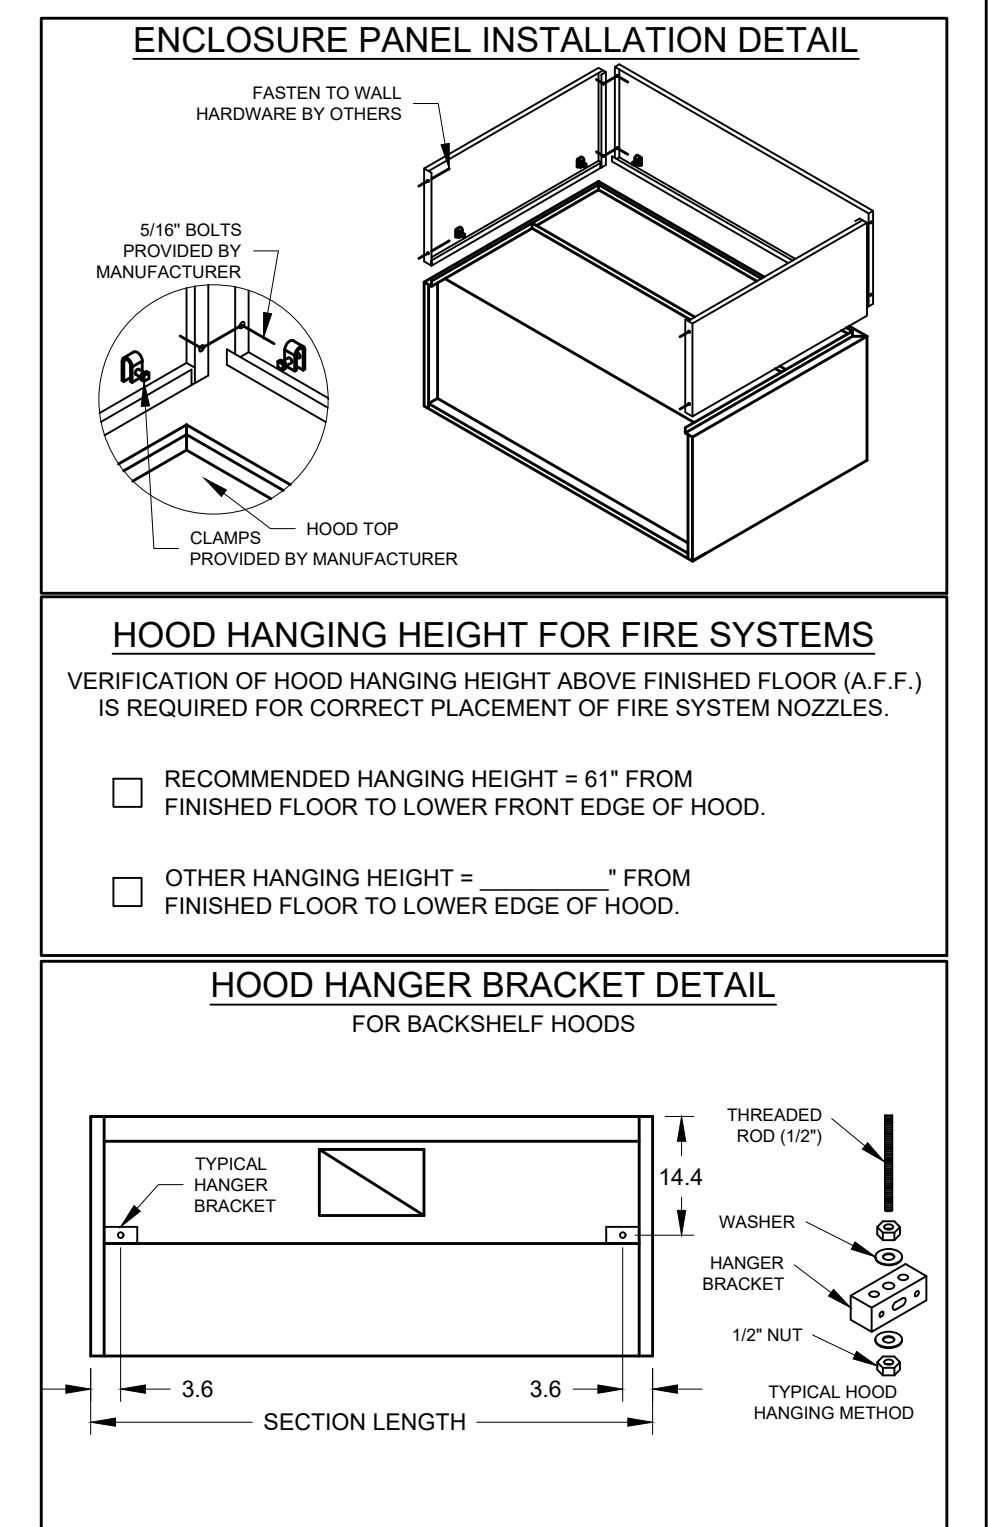 ENCLOSURE PANEL INSTALLATION DETAIL
FASTEN TO WALL
HARDWARE BY OTHERS
5/16" BOLTS
PROVIDED BY
MANUFACTURER
HOOD TOP
CLAMPS
PROVIDED BY MANUFACTURER
HOOD HANGING HEIGHT FOR FIRE SYSTEMS
VERIFICATION OF HOOD HANGING HEIGHT ABOVE FINISHED FLOOR (A.F.F.)
IS REQUIRED FOR CORRECT PLACEMENT OF FIRE SYSTEM NOZZLES.
RECOMMENDED HANGING HEIGHT = 61" FROM
FINISHED FLOOR TO LOWER FRONT EDGE OF HOOD.
OTHER HANGING HEIGHT = __________" FROM
FINISHED FLOOR TO LOWER EDGE OF HOOD.
HOOD HANGER BRACKET DETAIL
FOR BACKSHELF HOODS
TYPICAL
HANGER
BRACKET
14.4
3.6
3.6
SECTION LENGTH
THREADED
ROD (1/2")
WASHER
HANGER
BRACKET
1/2" NUT
TYPICAL HOOD
HANGING METHOD